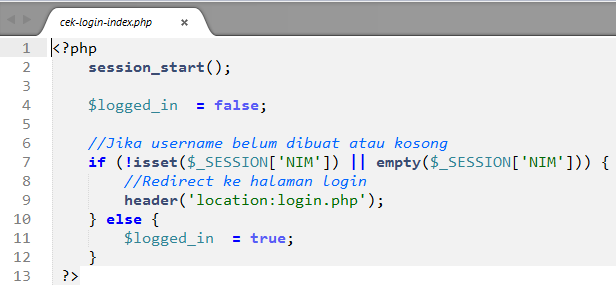 cek-login-index.php ×
1 <?php
2 session_start();
3
4 $logged_in = false;
5
6 //Jika username belum dibuat atau kosong
7 if (!isset($_SESSION['NIM']) || empty($_SESSION['NIM'])) {
8 //Redirect ke halaman login
9 header('location:login.php');
10 } else {
11 $logged_in = true;
12 }
13 ?>